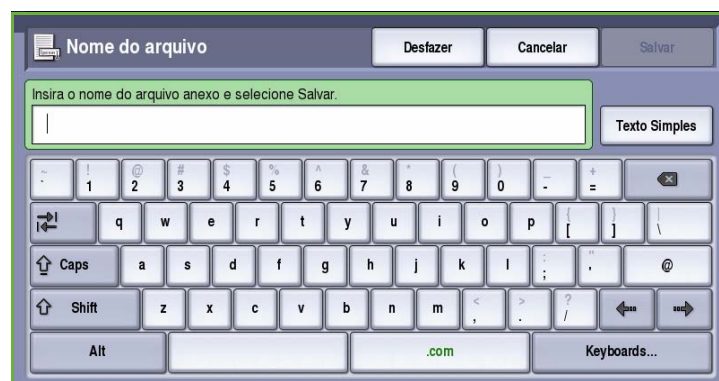 Nome do arquivo Desfazer Cancelar Salvar
Insira o nome do arquivo anexo e selecione Salvar.
Texto Simples
~ ! @ # $ % ^ & * ( ) _ +
` 1 2 3 4 5 6 7 8 9 0 - =
q w e r t y u i o p { [ } ] | \
Caps a s d f g h j k l : ; " ' @
Shift z x c v b n m < , > . ? /
Alt .com Keyboards...